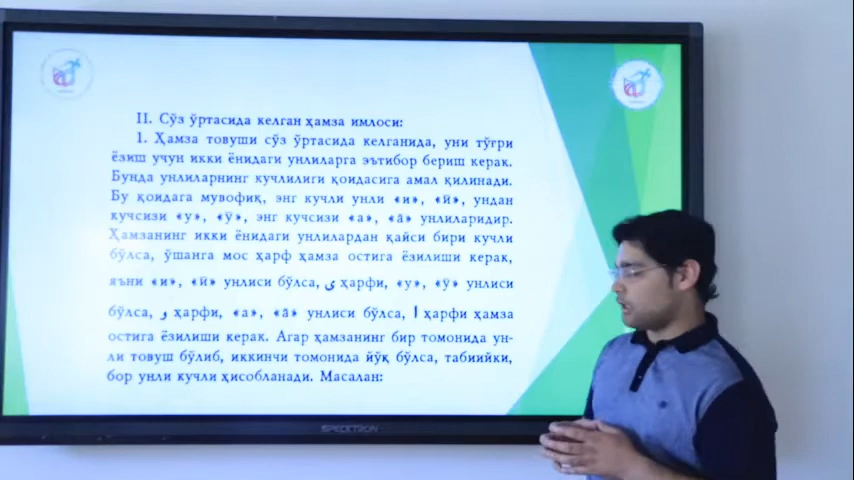 II. Сўз ўртасида келган ҳамза имлоси:
1. Ҳамза товуши сўз ўртасида келганида, уни тўғри
ёзиш учун икки ёнидаги унлиларга эътибор бериш керак.
Бунда унлиларнинг кучлилиги қоидасига амал қилинади.
Бу қоидага мувофиқ, энг кучли унли «и», «ӣ», ундан
кучсизи «у», «ӯ», энг кучсизи «а», «ā» унлиларидир.
Ҳамзанинг икки ёнидаги унлилардан қайси бири кучли
бўлса, ўшанга мос ҳарф ҳамза остига ёзилиши керак,
яъни «и», «ӣ» унлиси бўлса, ى ҳарфи, «у», «ӯ» унлиси
бўлса, و ҳарфи, «а», «ā» унлиси бўлса, ا ҳарфи ҳамза
остига ёзилиши керак. Агар ҳамзанинг бир томонида ун-
ли товуш бўлиб, иккинчи томонида йўқ бўлса, табиийки,
бор унли кучли ҳисобланади. Масалан:
SPECKTRON